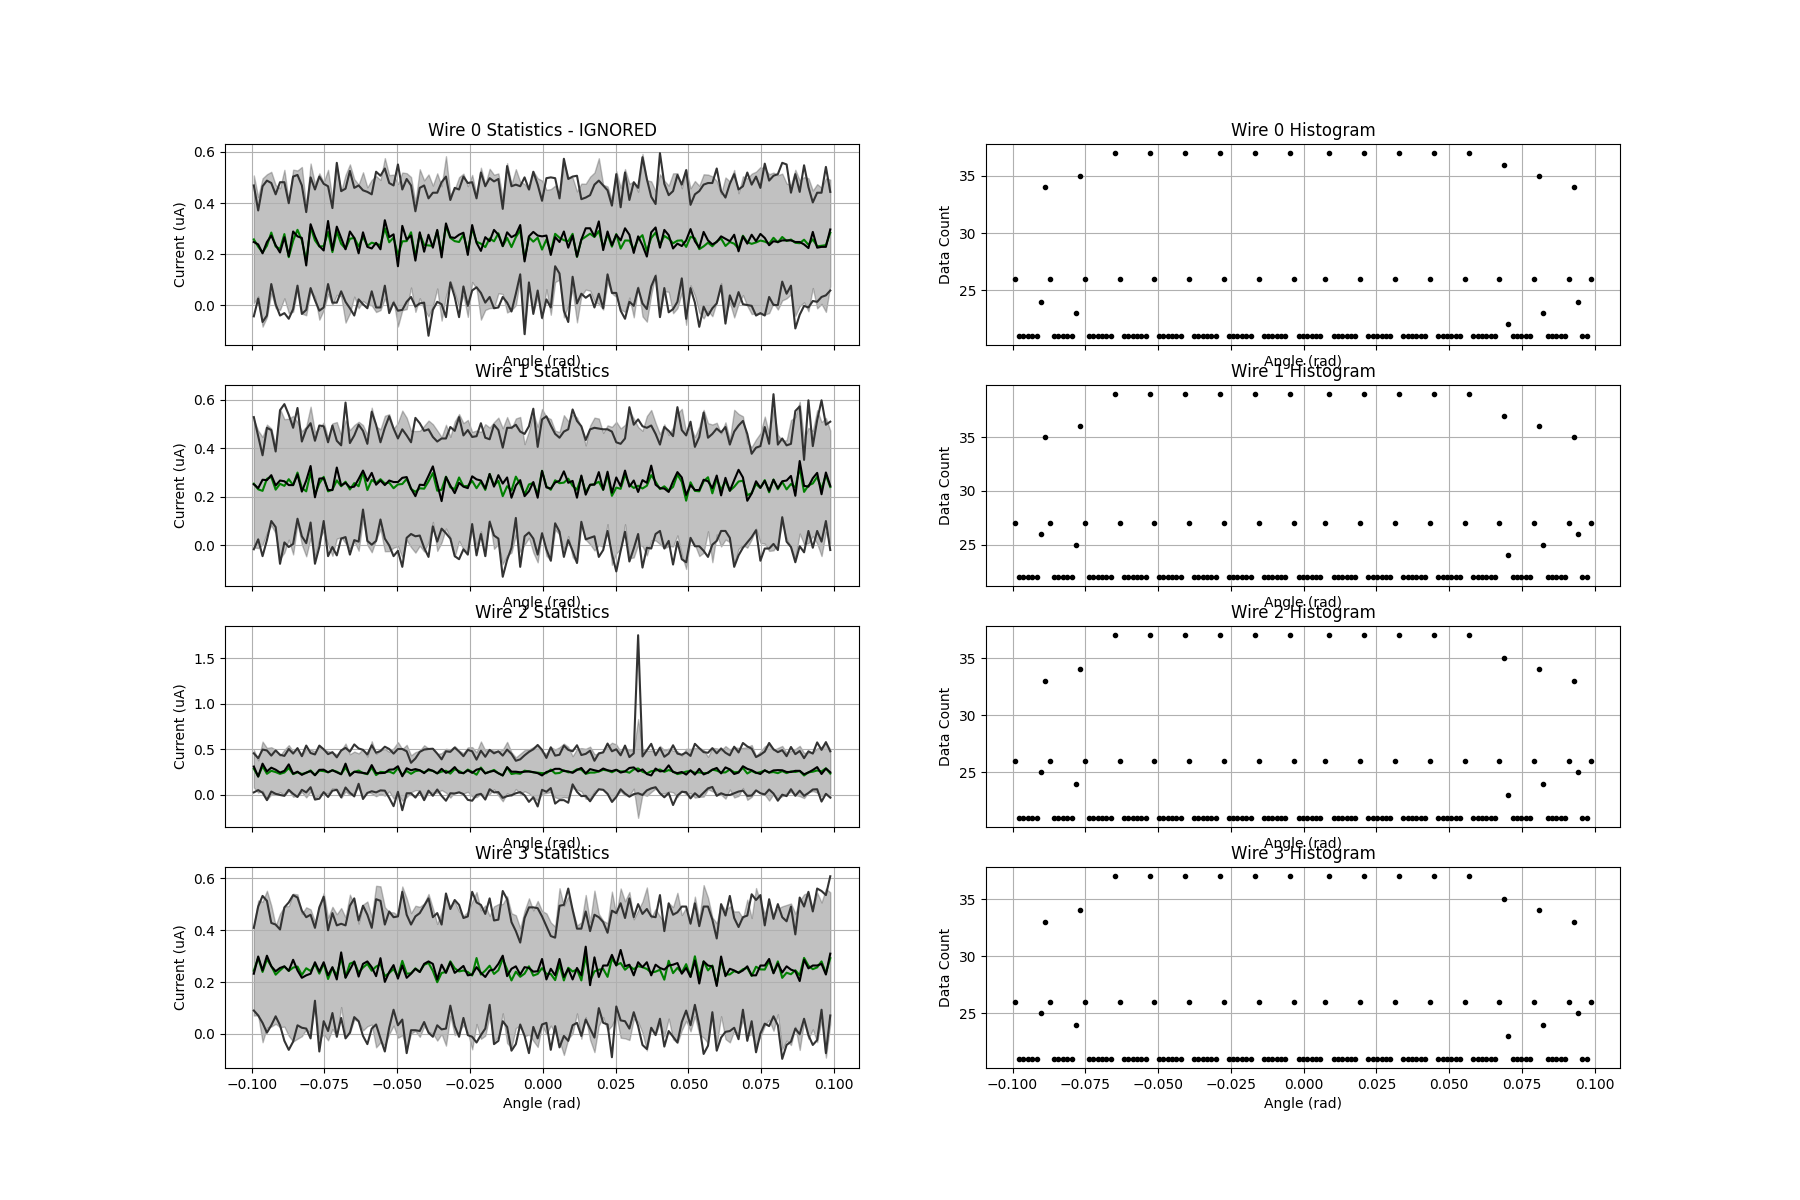 Wire 0 Statistics - IGNORED
Current (uA)
0.6
0.4
0.2
0.0
Angle (rad)
Wire 0 Histogram
Data Count
35
30
25
Angle (rad)
Wire 1 Statistics
Current (uA)
0.6
0.4
0.2
0.0
Angle (rad)
Wire 1 Histogram
Data Count
35
30
25
Angle (rad)
Wire 2 Statistics
Current (uA)
1.5
1.0
0.5
0.0
Angle (rad)
Wire 2 Histogram
Data Count
35
30
25
Angle (rad)
Wire 3 Statistics
Current (uA)
0.6
0.4
0.2
0.0
−0.100 −0.075 −0.050 −0.025 0.000 0.025 0.050 0.075 0.100
Angle (rad)
Wire 3 Histogram
Data Count
35
30
25
−0.100 −0.075 −0.050 −0.025 0.000 0.025 0.050 0.075 0.100
Angle (rad)